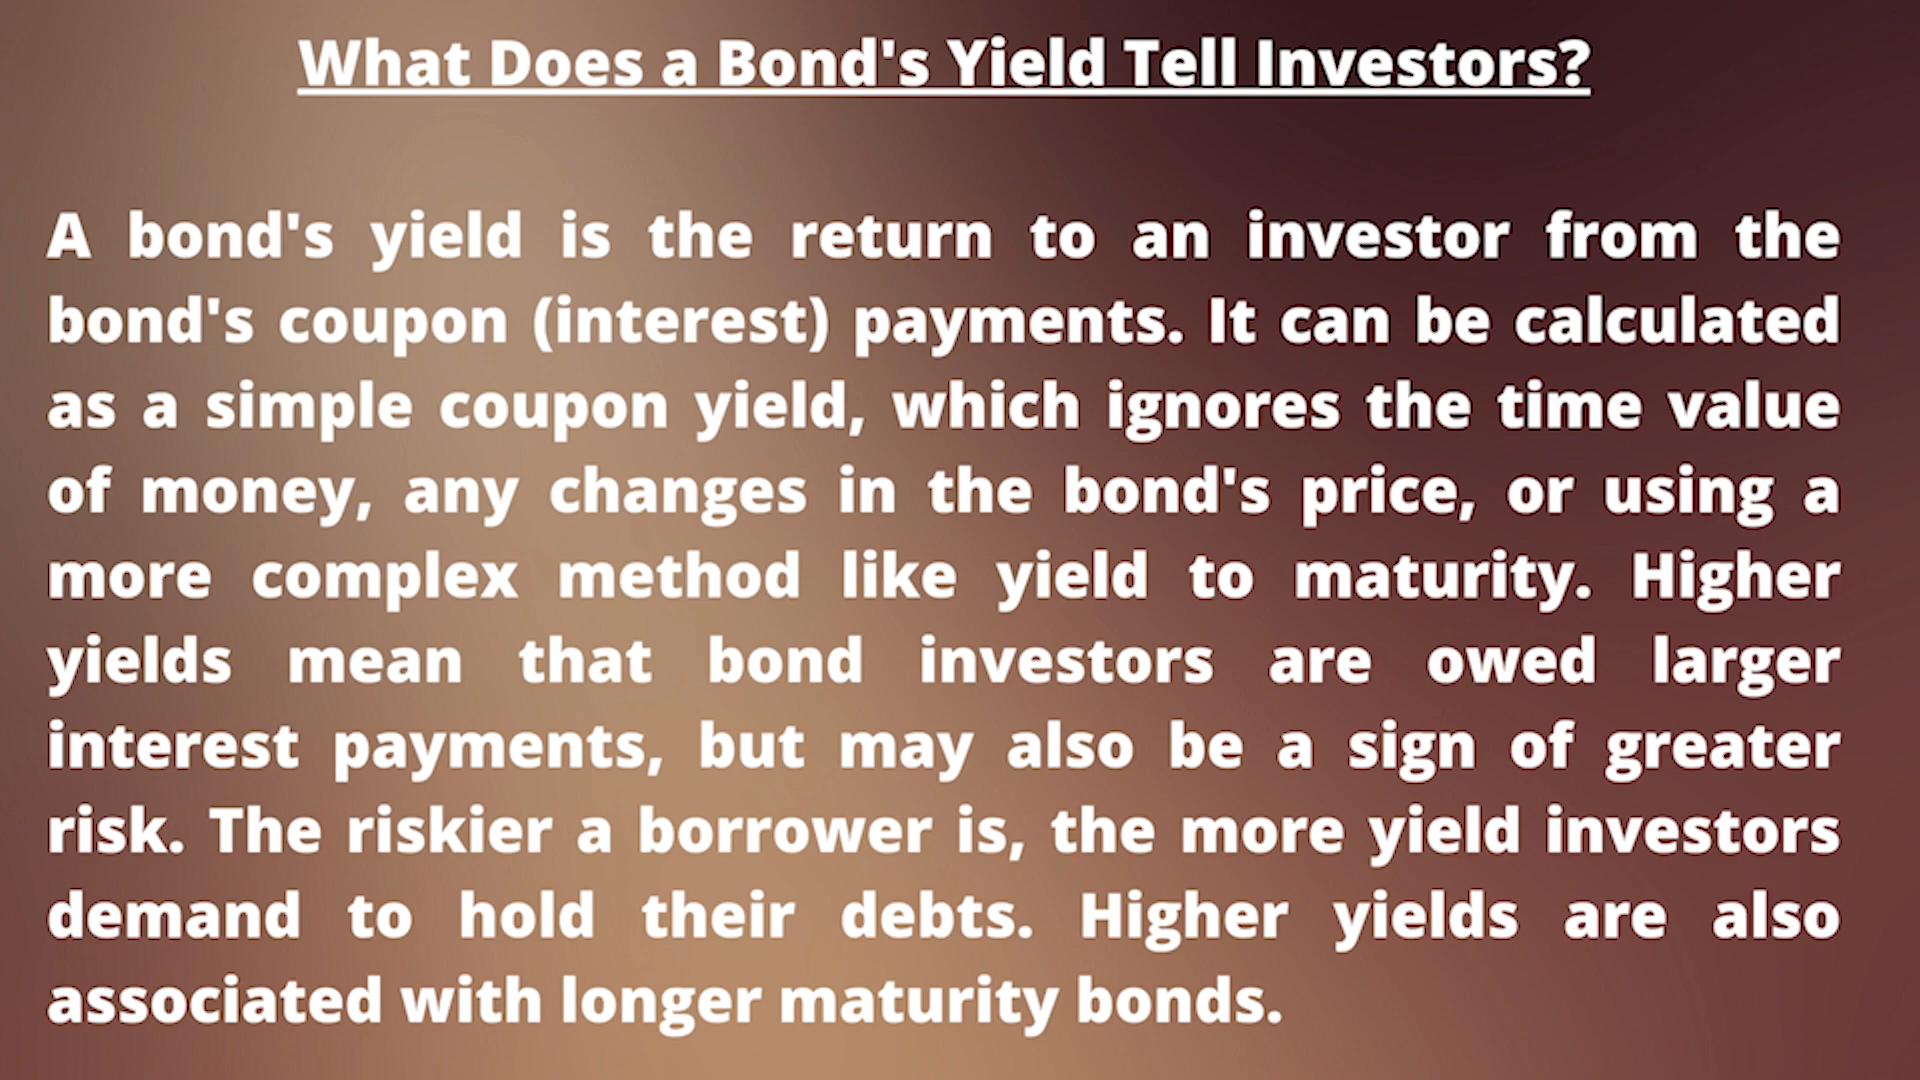 What Does a Bond's Yield Tell Investors?
A bond's yield is the return to an investor from the
bond's coupon (interest) payments. It can be calculated
as a simple coupon yield, which ignores the time value
of money, any changes in the bond's price, or using a
more complex method like yield to maturity. Higher
yields mean that bond investors are owed larger
interest payments, but may also be a sign of greater
risk. The riskier a borrower is, the more yield investors
demand to hold their debts. Higher yields are also
associated with longer maturity bonds.